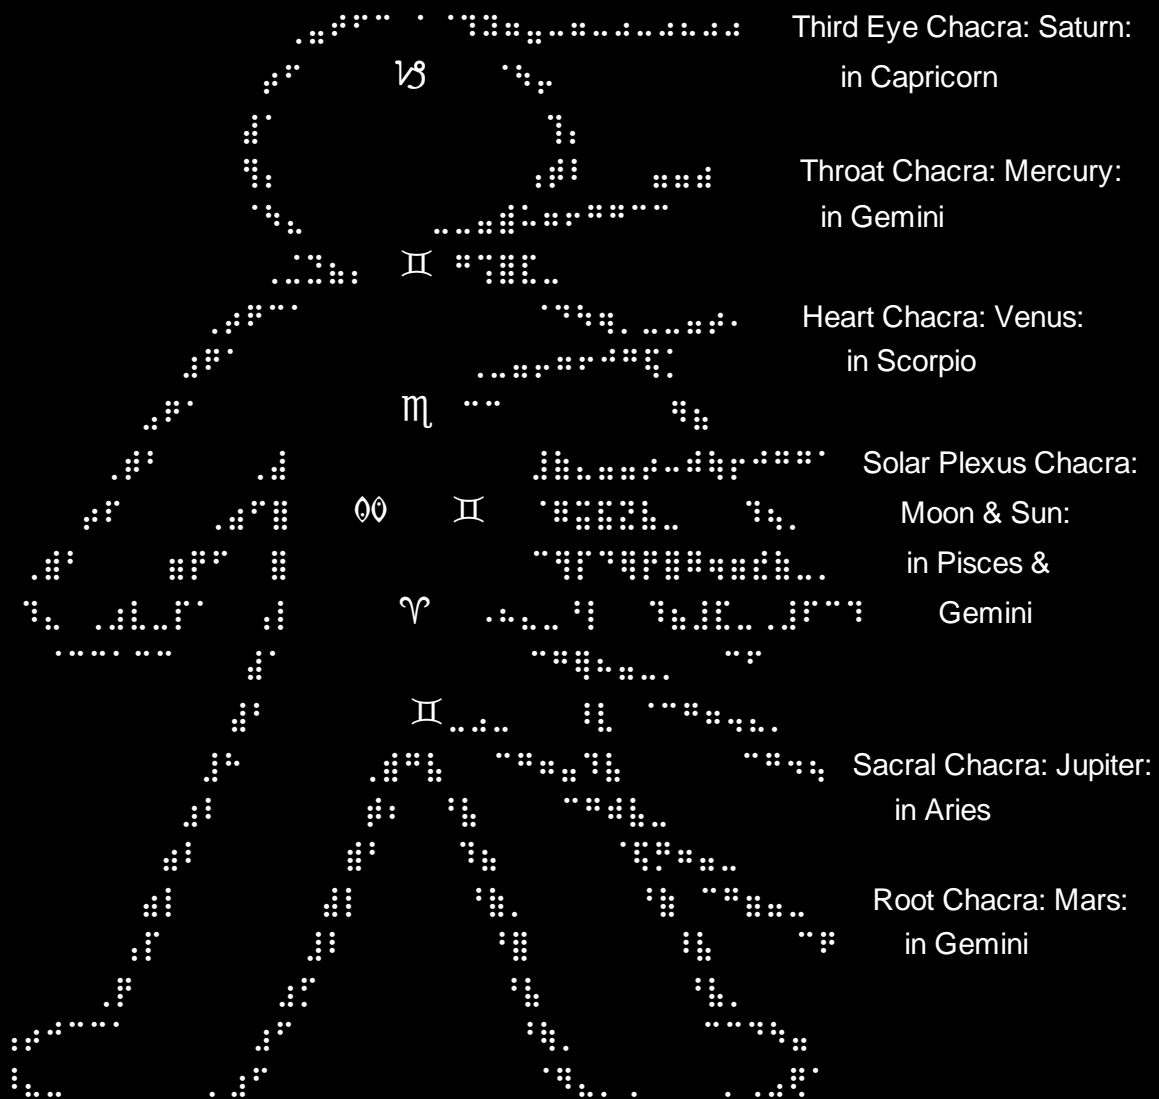 Third Eye Chacra: Saturn:
in Capricorn
♑
Throat Chacra: Mercury:
in Gemini
♊
Heart Chacra: Venus:
in Scorpio
♏
Solar Plexus Chacra:
Moon & Sun:
in Pisces &
Gemini
♊
♈
♊
Sacral Chacra: Jupiter:
in Aries
Root Chacra: Mars:
in Gemini